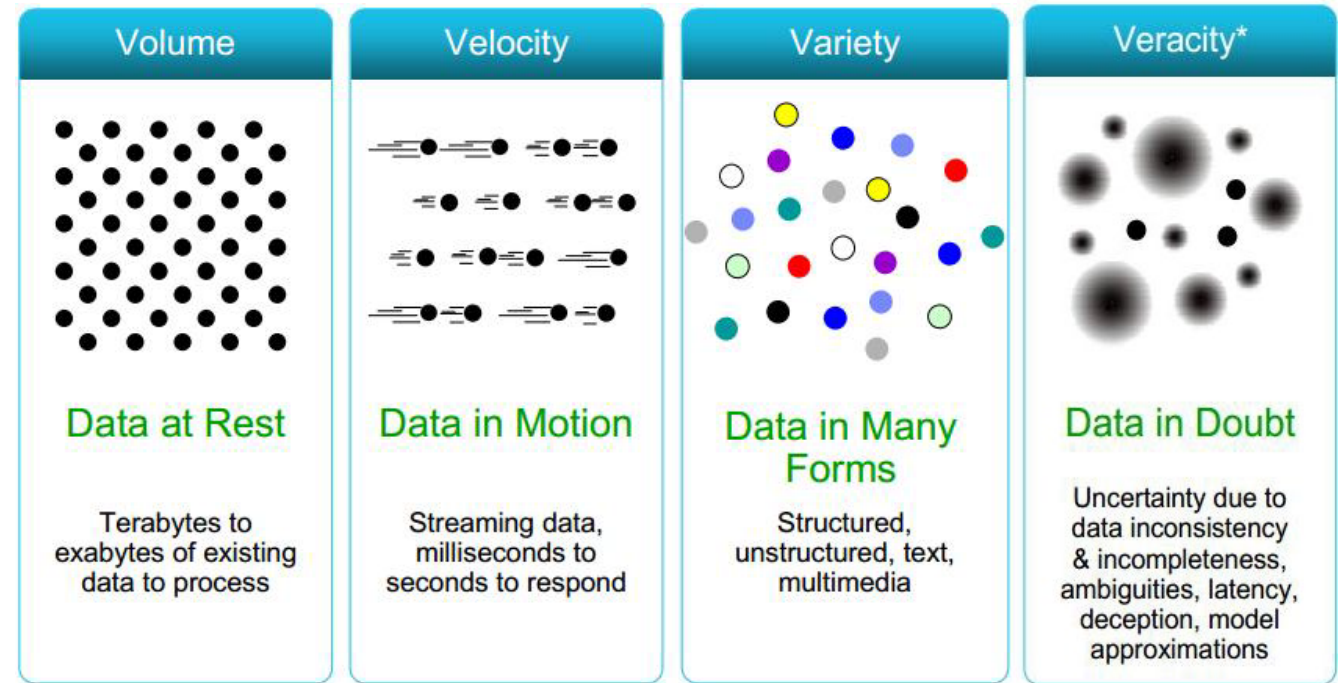 Volume
Data at Rest
Terabytes to
exabytes of existing
data to process
Velocity
Data in Motion
Streaming data,
milliseconds to
seconds to respond
Variety
Data in Many
Forms
Structured,
unstructured, text,
multimedia
Veracity*
Data in Doubt
Uncertainty due to
data inconsistency
& incompleteness,
ambiguities, latency,
deception, model
approximations